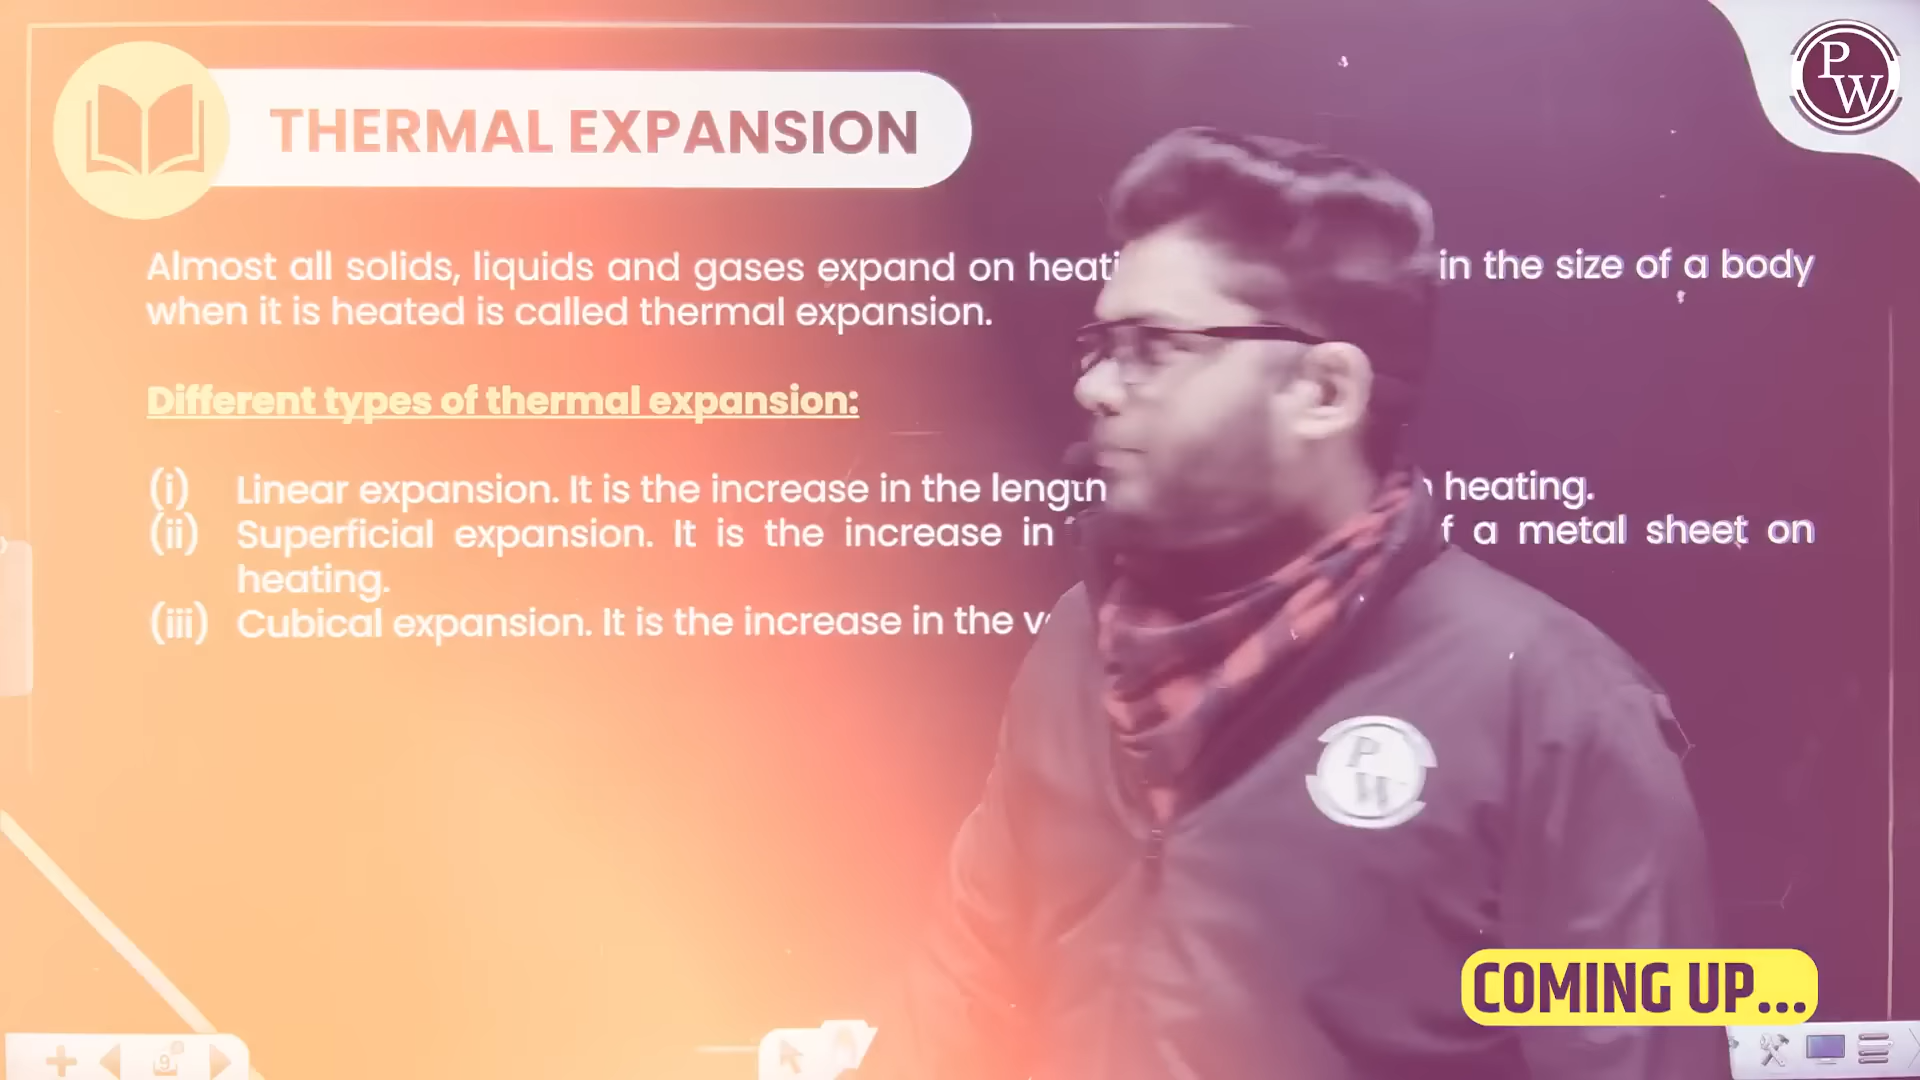 P
W
THERMAL EXPANSION
Almost all solids, liquids and gases expand on in the size of a body
when it is heated is called thermal expansion.
Different types of thermal expansion:
(i) Linear expansion. It is the increase in the length heating.
(ii) Superficial expansion. It is the increase in a metal sheet on
heating.
(iii) Cubical expansion. It is the increase in the
P
W
COMING UP...
9